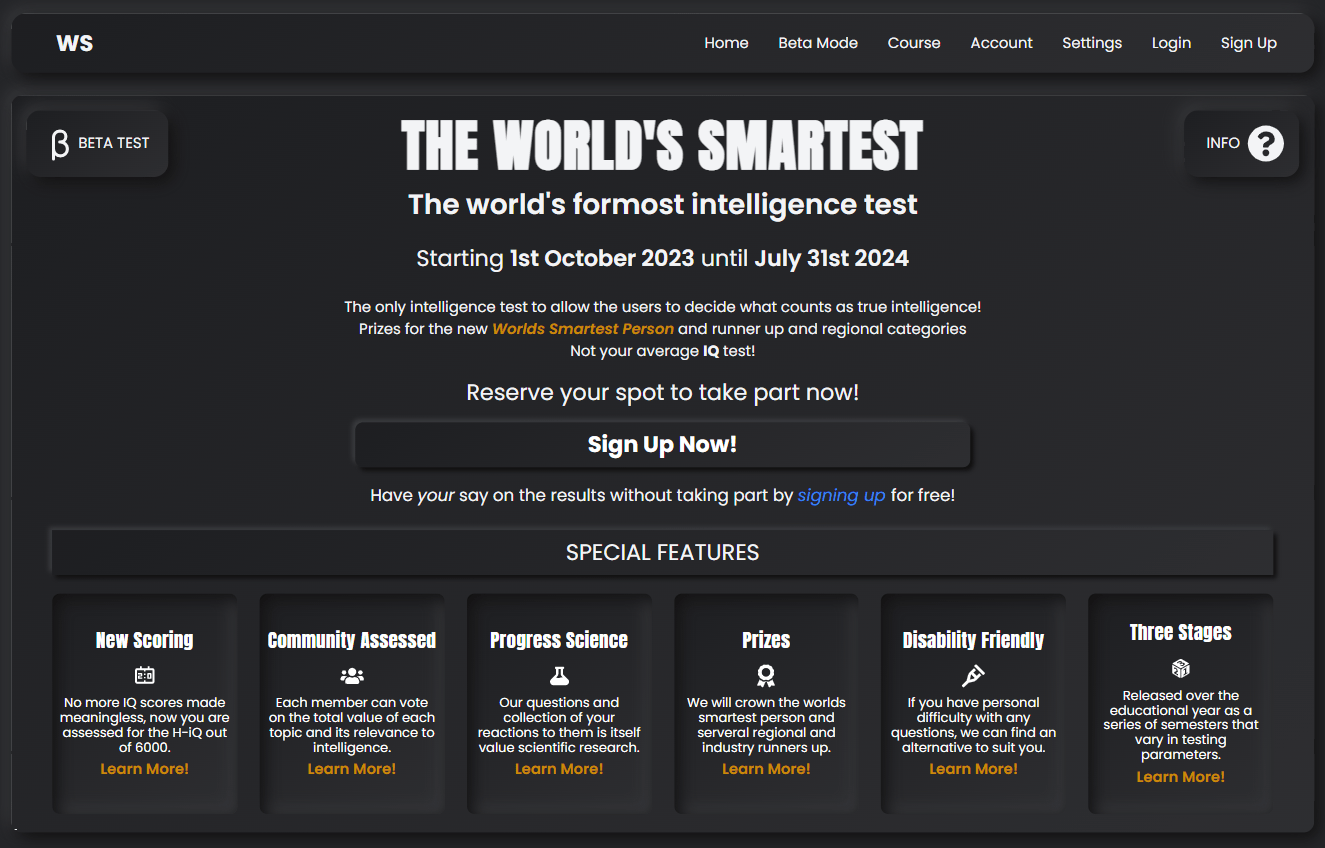 WS
Home Beta Mode Course Account Settings Login Sign Up
β BETA TEST
THE WORLD'S SMARTEST
INFO ?
The world's formost intelligence test
Starting 1st October 2023 until July 31st 2024
The only intelligence test to allow the users to decide what counts as true intelligence!
Prizes for the new Worlds Smartest Person and runner up and regional categories
Not your average IQ test!
Reserve your spot to take part now!
Sign Up Now!
Have your say on the results without taking part by signing up for free!
SPECIAL FEATURES
New Scoring
2:0
No more IQ scores made
meaningless, now you are
assessed for the H-iQ out
of 6000.
Learn More!
Community Assessed
Each member can vote
on the total value of each
topic and its relevance to
intelligence.
Learn More!
Progress Science
Our questions and
collection of your
reactions to them is itself
value scientific research.
Learn More!
Prizes
We will crown the worlds
smartest person and
serveral regional and
industry runners up.
Learn More!
Disability Friendly
If you have personal
difficulty with any
questions, we can find an
alternative to suit you.
Learn More!
Three Stages
Released over the
educational year as a
series of semesters that
vary in testing
parameters.
Learn More!